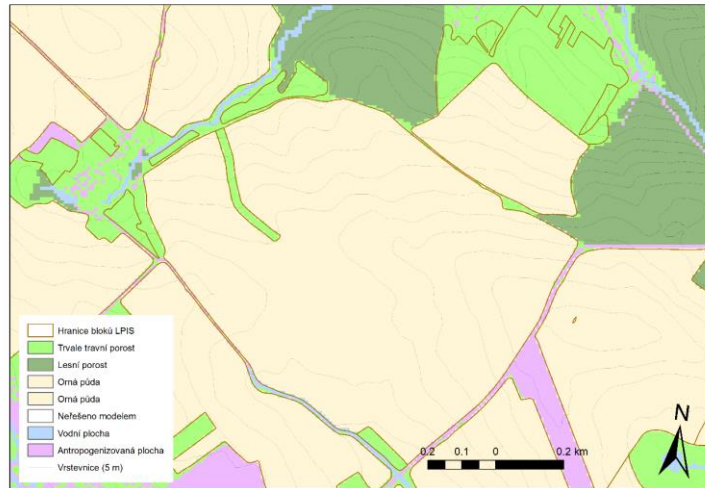 Hranice bloků LPIS
Trvale travní porost
Lesní porost
Orná půda
Orná půda
Neřešeno modelem
Vodní plocha
Antropogenizovaná plocha
Vrstevnice (5 m)
0.2 0.1 0 0.2 km
N